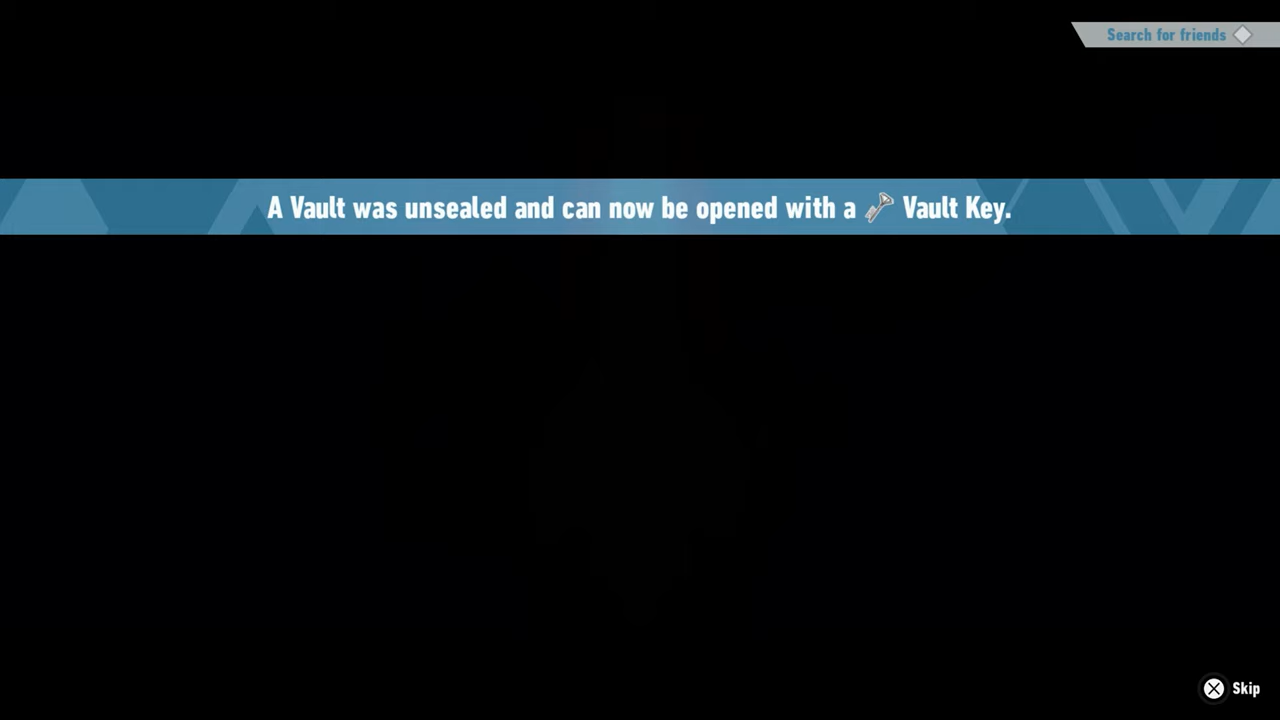 Search for friends
A Vault was unsealed and can now be opened with a Vault Key.
Skip